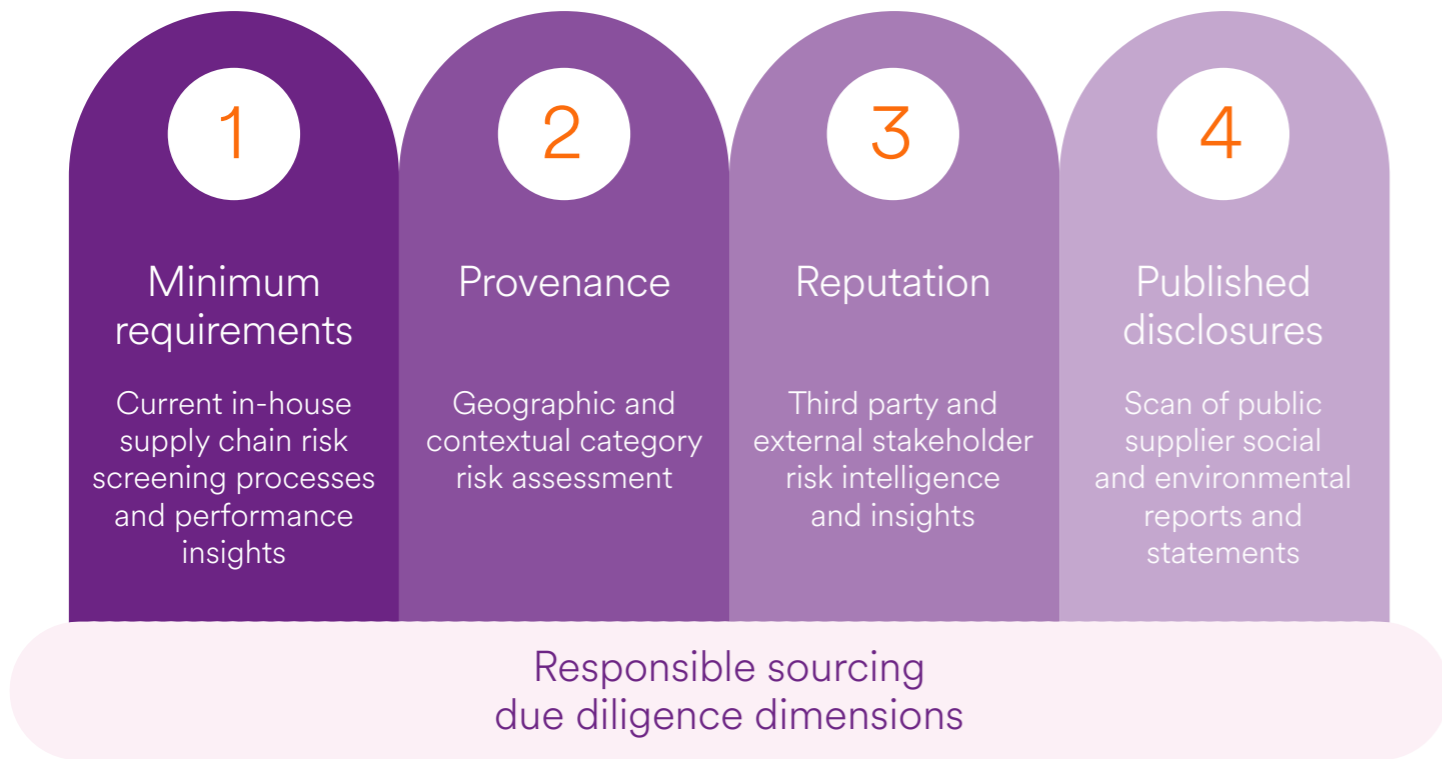 1
Minimum
requirements
Current in-house
supply chain risk
screening processes
and performance
insights
2
Provenance
Geographic and
contextual category
risk assessment
3
Reputation
Third party and
external stakeholder
risk intelligence
and insights
4
Published
disclosures
Scan of public
supplier social
and environmental
reports and
statements
Responsible sourcing
due diligence dimensions